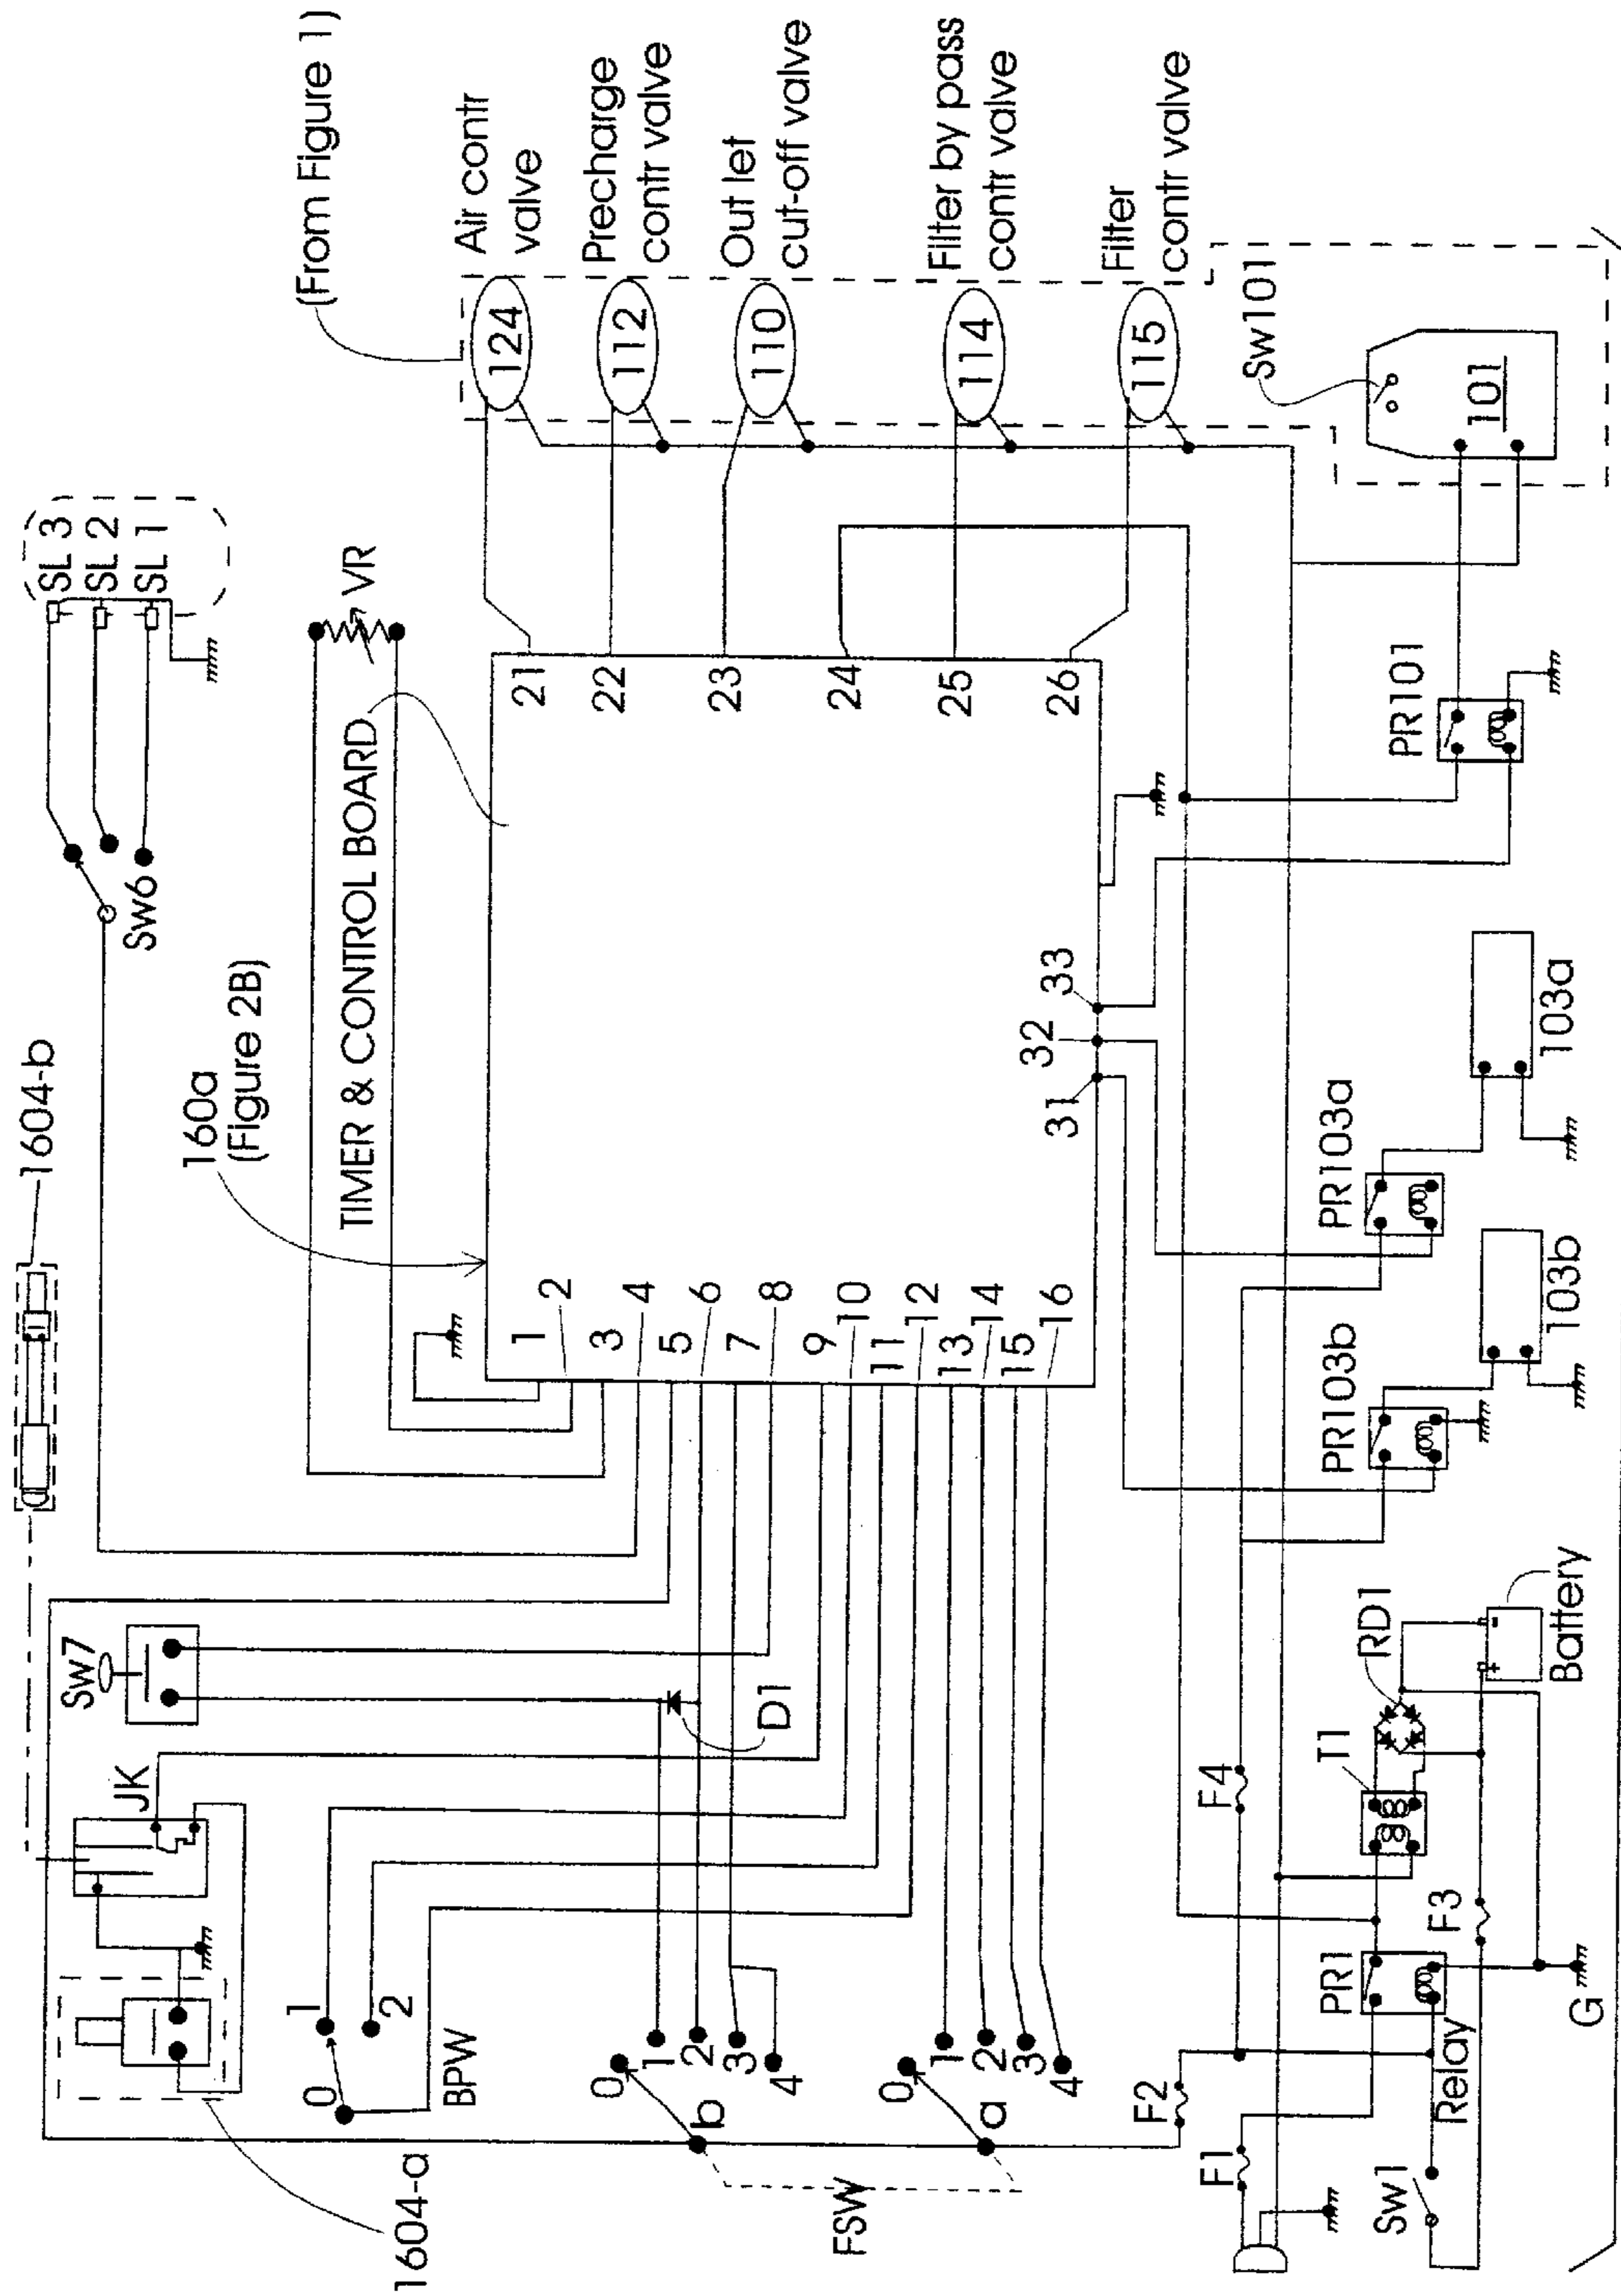 (From Figure 1)
Air contr
valve
Precharge
contr valve
Out let
cut-off valve
Filter by pass
contr valve
Filter
contr valve
124
112
110
114
115
Sw101
101
SL 3
SL 2
SL 1
VR
Sw6
TIMER & CONTROL BOARD
160a
(Figure 2B)
1604-b
21
22
23
24
25
26
PR101
33
32
31
103a
PR103a
103b
PR103b
1
2
3
4
5
6
7
8
9
10
11
12
13
14
15
16
Sw7
JK
D1
1604-a
0
1
2
BPW
0
1
2
3
4
b
0
1
2
3
4
a
FSW
F1
F2
F3
F4
PR1
Relay
Sw1
T1
RD1
+
-
Battery
G